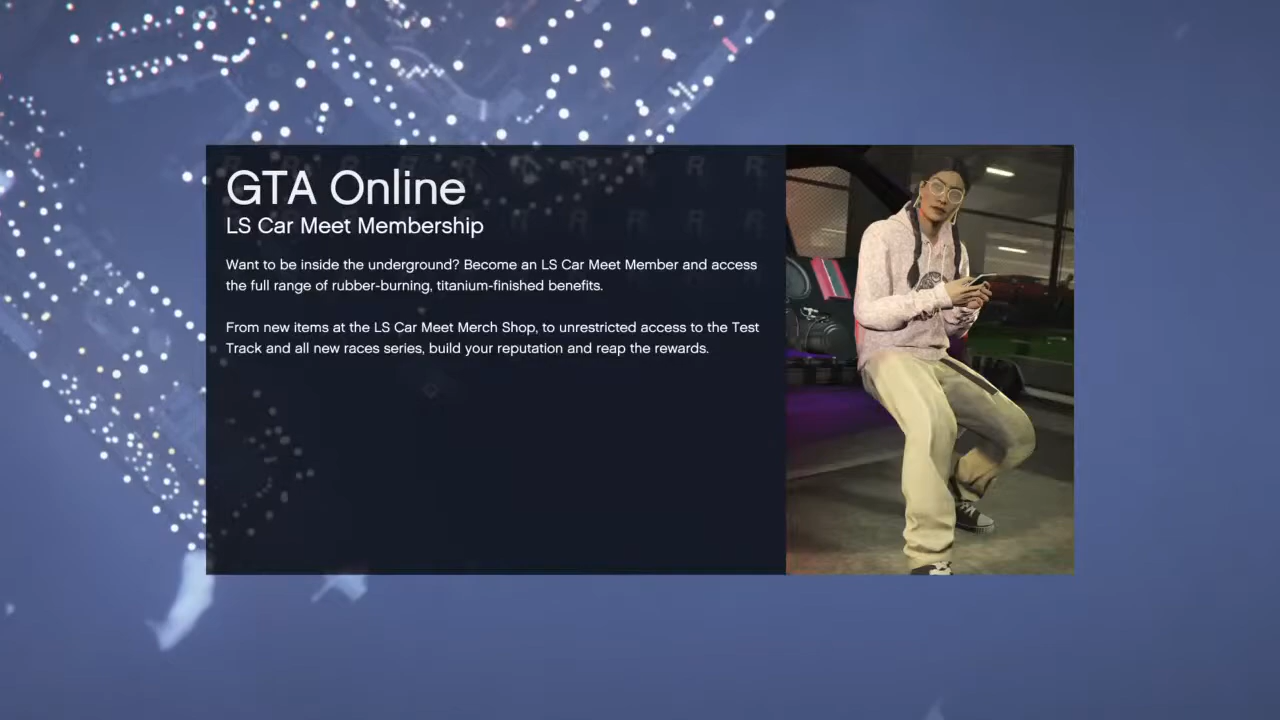 GTA Online
LS Car Meet Membership
Want to be inside the underground? Become an LS Car Meet Member and access
the full range of rubber-burning, titanium-finished benefits.
From new items at the LS Car Meet Merch Shop, to unrestricted access to the Test
Track and all new races series, build your reputation and reap the rewards.